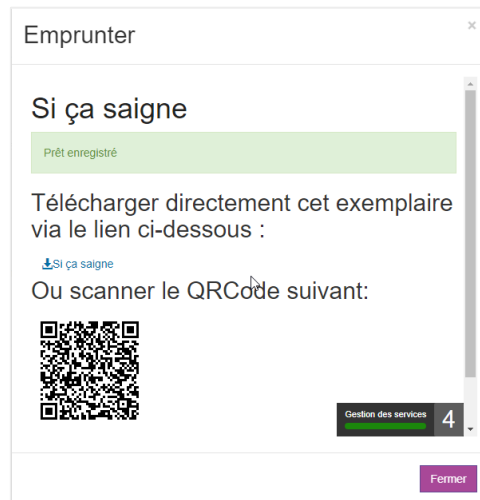 Emprunter
×
Si ça saigne
Prêt enregistré
Télécharger directement cet exemplaire
via le lien ci-dessous :
Si ça saigne
Ou scanner le QRCode suivant:
Gestion des services 4
Fermer